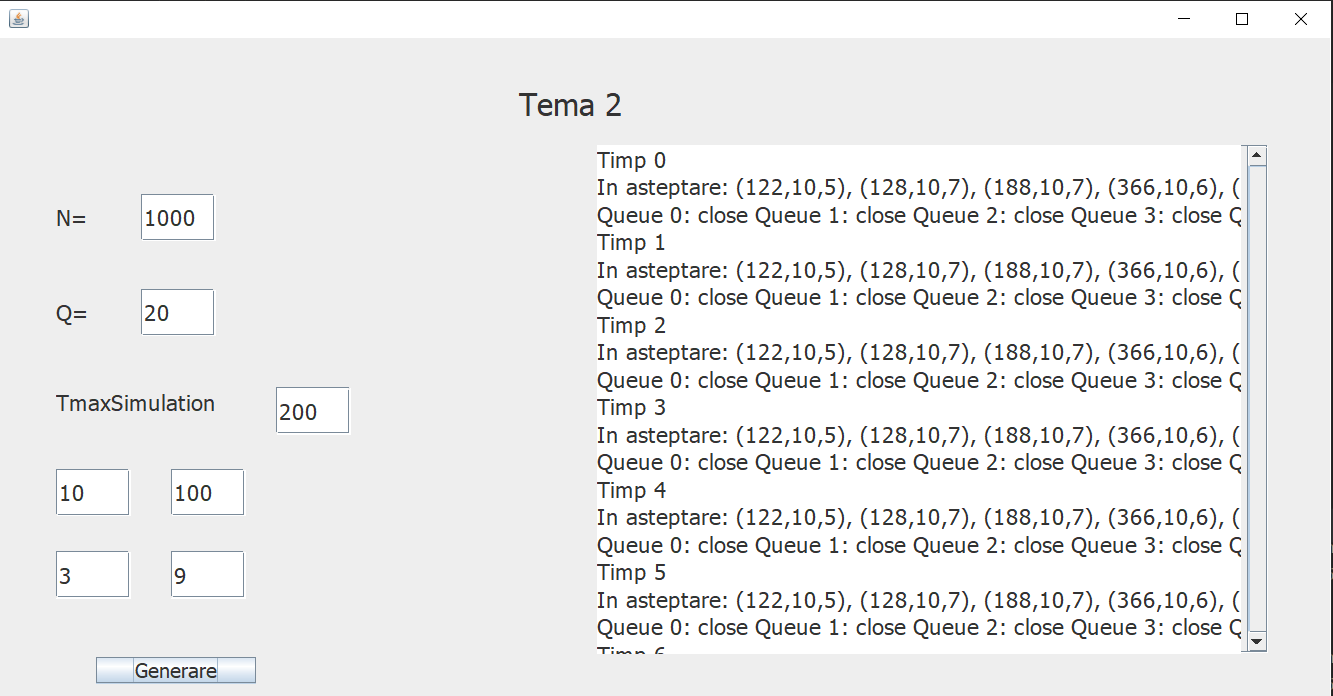 Tema 2
N=
1000
Q=
20
TmaxSimulation
200
10
100
3
9
Generare
Timp 0
In asteptare: (122,10,5), (128,10,7), (188,10,7), (366,10,6), (
Queue 0: close Queue 1: close Queue 2: close Queue 3: close Q
Timp 1
In asteptare: (122,10,5), (128,10,7), (188,10,7), (366,10,6), (
Queue 0: close Queue 1: close Queue 2: close Queue 3: close Q
Timp 2
In asteptare: (122,10,5), (128,10,7), (188,10,7), (366,10,6), (
Queue 0: close Queue 1: close Queue 2: close Queue 3: close Q
Timp 3
In asteptare: (122,10,5), (128,10,7), (188,10,7), (366,10,6), (
Queue 0: close Queue 1: close Queue 2: close Queue 3: close Q
Timp 4
In asteptare: (122,10,5), (128,10,7), (188,10,7), (366,10,6), (
Queue 0: close Queue 1: close Queue 2: close Queue 3: close Q
Timp 5
In asteptare: (122,10,5), (128,10,7), (188,10,7), (366,10,6), (
Queue 0: close Queue 1: close Queue 2: close Queue 3: close Q
Timp 6